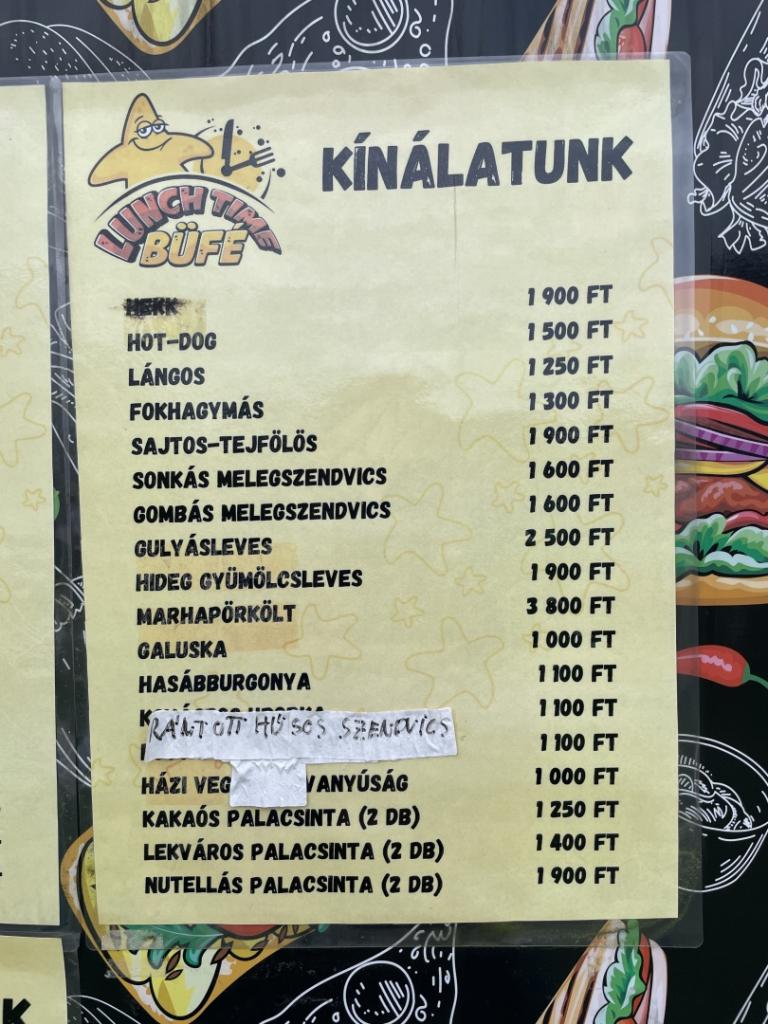 LUNCH TIME
BÜFÉ
KÍNÁLATUNK
HEKK 1 900 FT
HOT-DOG 1 500 FT
LÁNGOS 1 250 FT
FOKHAGYMÁS 1 300 FT
SAJTOS-TEJFÖLÖS 1 900 FT
SONKÁS MELEGSZENDVICS 1 600 FT
GOMBÁS MELEGSZENDVICS 1 600 FT
GULYÁSLEVES 2 500 FT
HIDEG GYÜMÖLCSLEVES 1 900 FT
MARHAPÖRKÖLT 3 800 FT
GALUSKA 1 000 FT
HASÁBBURGONYA 1 100 FT
1 100 FT
RÁNTOTT HÚSOS SZENDVICS 1 100 FT
HÁZI VEG VANYÚSÁG 1 000 FT
KAKAÓS PALACSINTA (2 DB) 1 250 FT
LEKVÁROS PALACSINTA (2 DB) 1 400 FT
NUTELLÁS PALACSINTA (2 DB) 1 900 FT
K